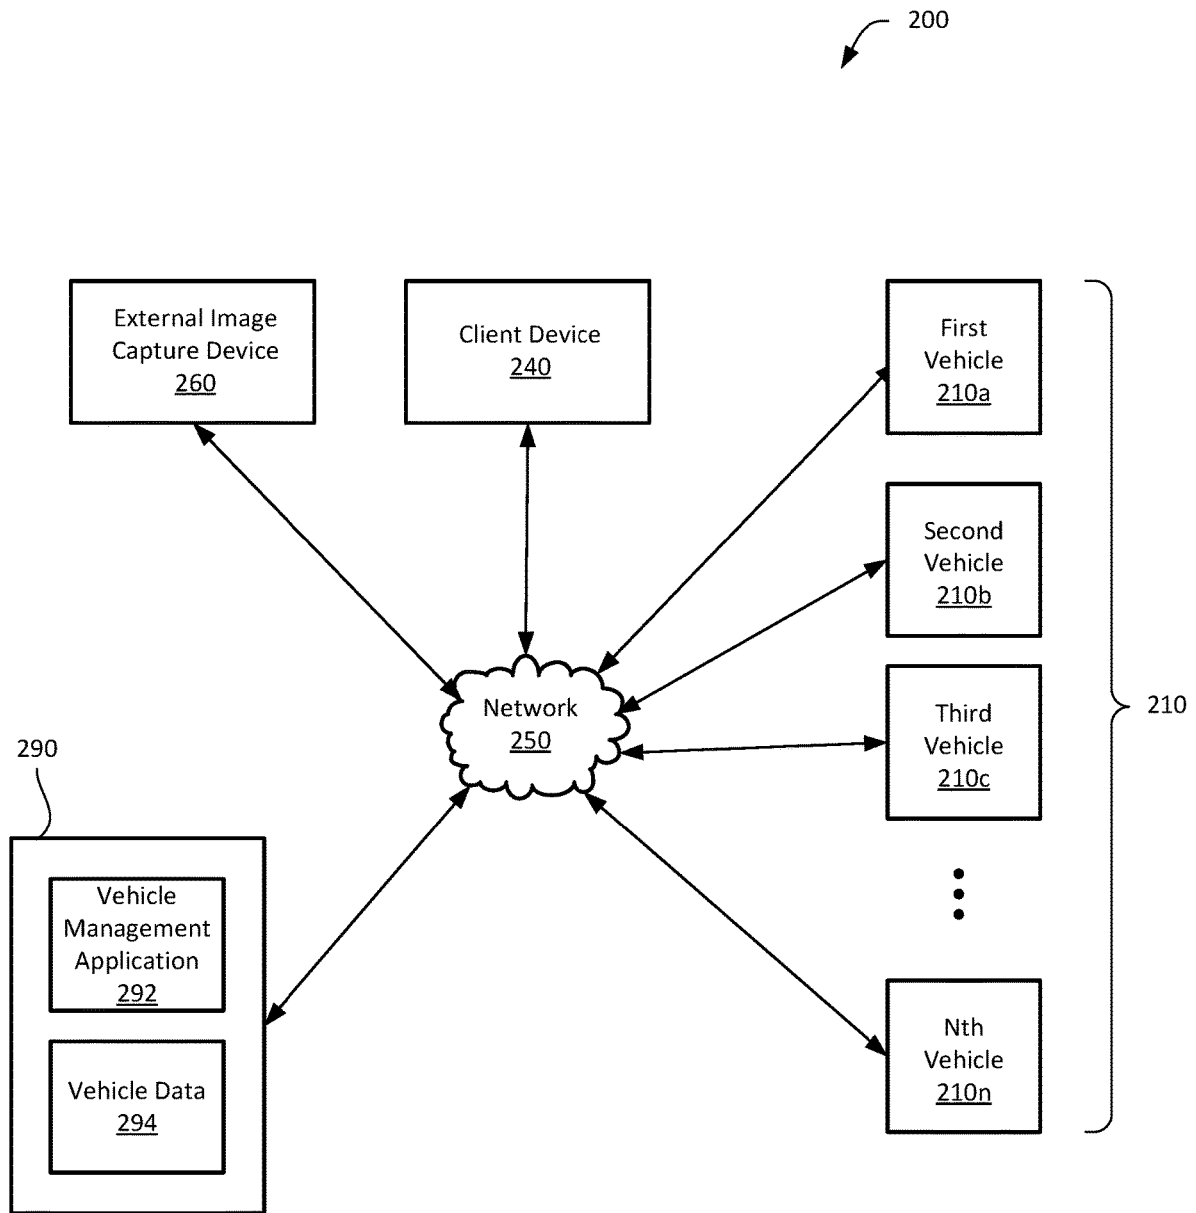 200
External Image
Capture Device
260
Client Device
240
First
Vehicle
210a
Second
Vehicle
210b
Network
250
Third
Vehicle
210c
210
290
Vehicle
Management
Application
292
Vehicle Data
294
Nth
Vehicle
210n